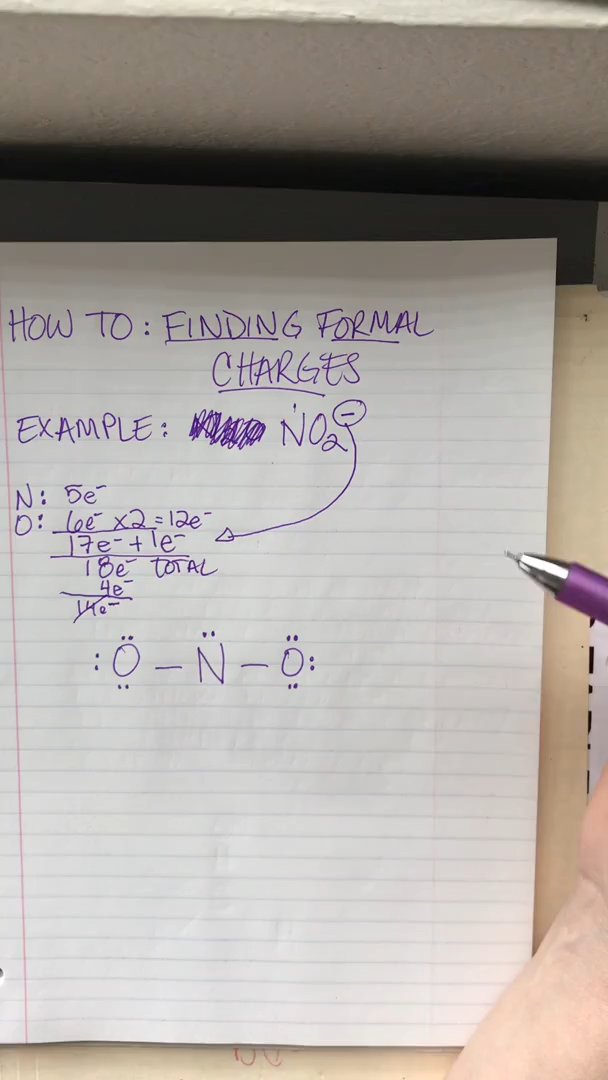 HOW TO: FINDING FORMAL
CHARGES
EXAMPLE: NO2 -
N: 5e-
O: 6e- x2 = 12e-
17e- + 1e-
18e- TOTAL
4e-
14e-
:O — N — O: